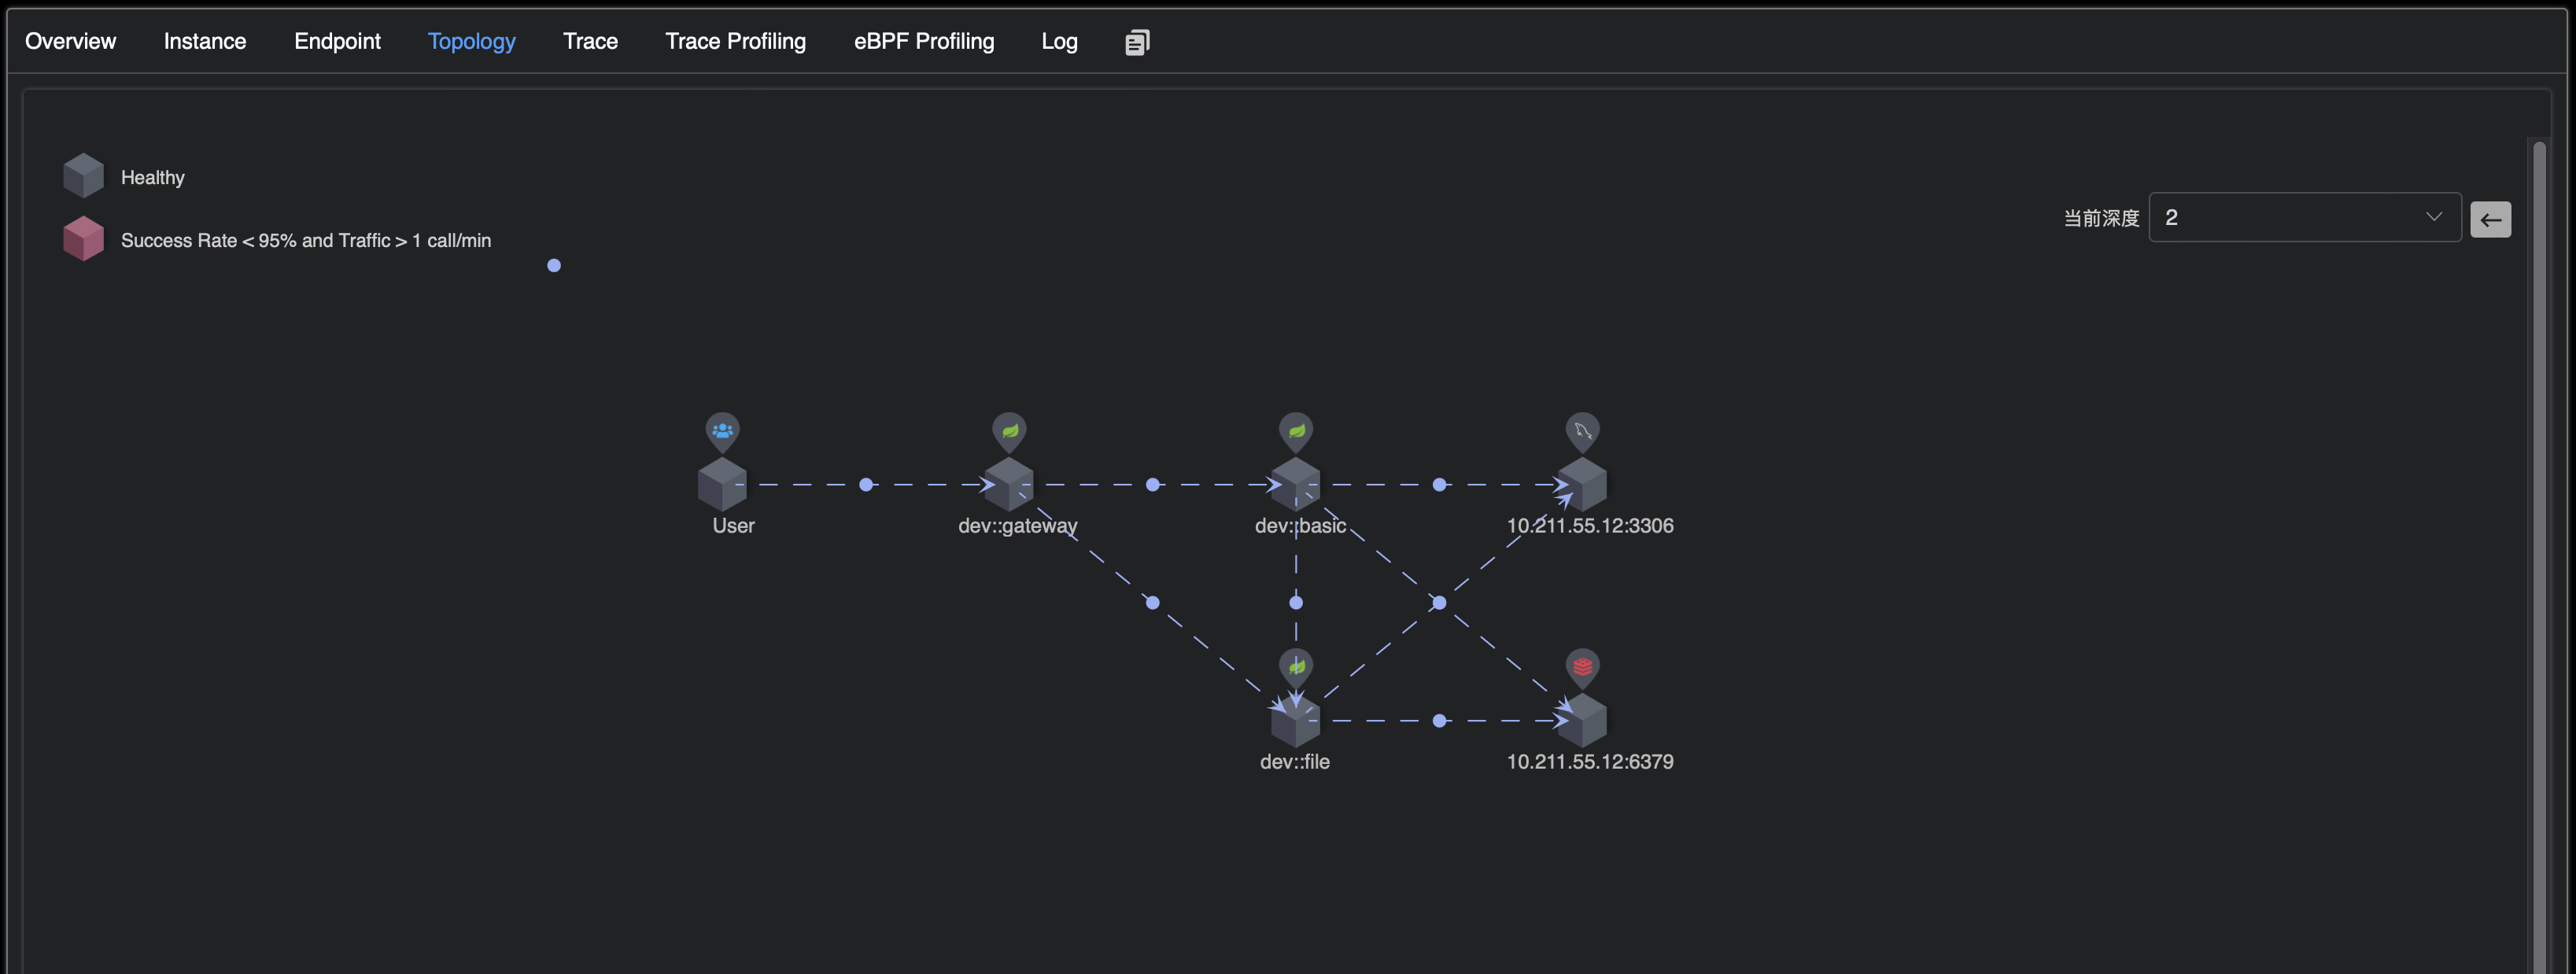 Overview Instance Endpoint Topology Trace Trace Profiling eBPF Profiling Log
Healthy
Success Rate < 95% and Traffic > 1 call/min
当前深度 2
User dev::gateway dev::basic 10.211.55.12:3306
dev::file 10.211.55.12:6379